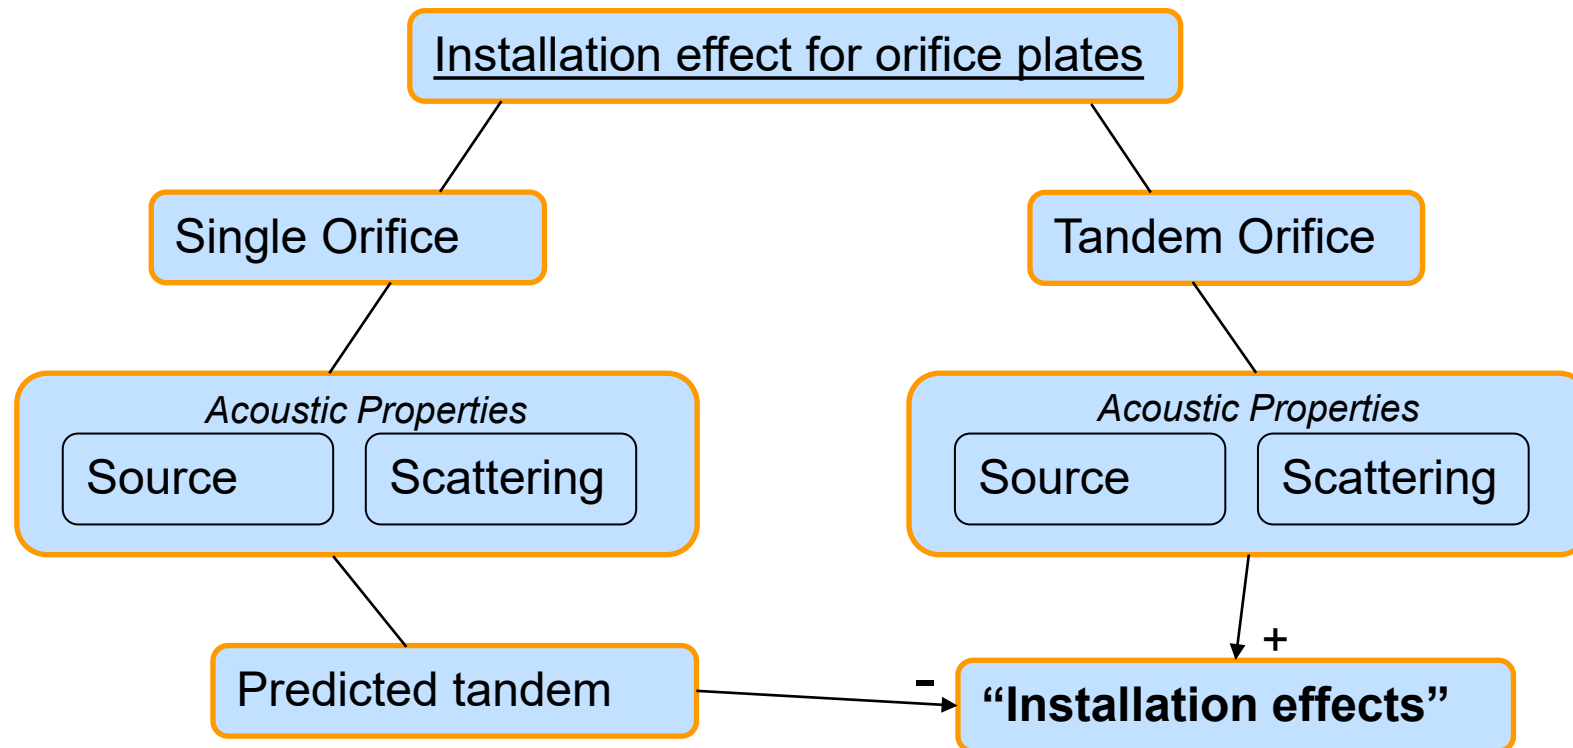 Installation effect for orifice plates
Single Orifice
Tandem Orifice
Acoustic Properties
Source
Scattering
Acoustic Properties
Source
Scattering
Predicted tandem
-
+
“Installation effects”